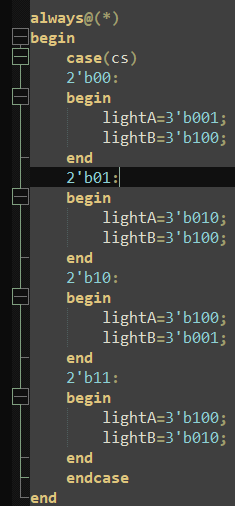 always@(*)
begin
case(cs)
2'b00:
begin
lightA=3'b001;
lightB=3'b100;
end
2'b01:
begin
lightA=3'b010;
lightB=3'b100;
end
2'b10:
begin
lightA=3'b100;
lightB=3'b001;
end
2'b11:
begin
lightA=3'b100;
lightB=3'b010;
end
endcase
end